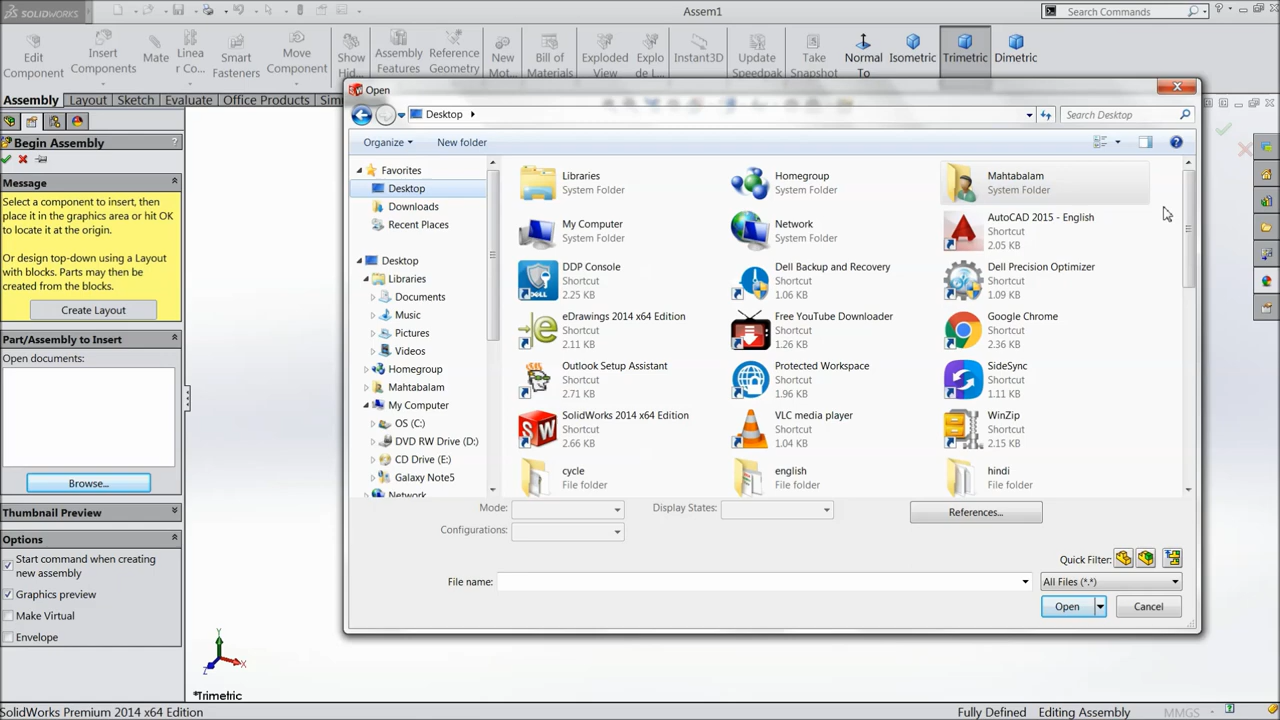 SOLIDWORKS
Assem1
Search Commands
Edit
Component
Insert
Components
Mate
Linea
r Co...
Smart
Fasteners
Move
Component
Show
Hid...
Assembly
Features
Reference
Geometry
New
Mot...
Bill of
Materials
Exploded
View
Explo
de L...
Instant3D
Update
Speedpak
Take
Snapshot
Normal
To
Isometric
Trimetric
Dimetric
Assembly
Layout
Sketch
Evaluate
Office Products
Sim
Begin Assembly
Message
Select a component to insert, then
place it in the graphics area or hit OK
to locate it at the origin.
Or design top-down using a Layout
with blocks. Parts may then be
created from the blocks.
Create Layout
Part/Assembly to Insert
Open documents:
Browse...
Thumbnail Preview
Options
Start command when creating
new assembly
Graphics preview
Make Virtual
Envelope
Open
Desktop
Search Desktop
Organize
New folder
Favorites
Desktop
Downloads
Recent Places
Desktop
Libraries
Documents
Music
Pictures
Videos
Homegroup
Mahtabalam
My Computer
OS (C:)
DVD RW Drive (D:)
CD Drive (E:)
Galaxy Note5
Network
Libraries
System Folder
Homegroup
System Folder
Mahtabalam
System Folder
My Computer
System Folder
Network
System Folder
AutoCAD 2015 - English
Shortcut
2.05 KB
DDP Console
Shortcut
2.25 KB
Dell Backup and Recovery
Shortcut
1.06 KB
Dell Precision Optimizer
Shortcut
1.09 KB
eDrawings 2014 x64 Edition
Shortcut
2.11 KB
Free YouTube Downloader
Shortcut
1.26 KB
Google Chrome
Shortcut
2.36 KB
Outlook Setup Assistant
Shortcut
2.71 KB
Protected Workspace
Shortcut
1.96 KB
SideSync
Shortcut
1.11 KB
SolidWorks 2014 x64 Edition
Shortcut
2.66 KB
VLC media player
Shortcut
1.04 KB
WinZip
Shortcut
2.15 KB
cycle
File folder
english
File folder
hindi
File folder
Mode:
Display States:
References...
Configurations:
Quick Filter:
File name:
All Files (*.*)
Open
Cancel
Y
X
Z
*Trimetric
SolidWorks Premium 2014 x64 Edition
Fully Defined
Editing Assembly
MMGS